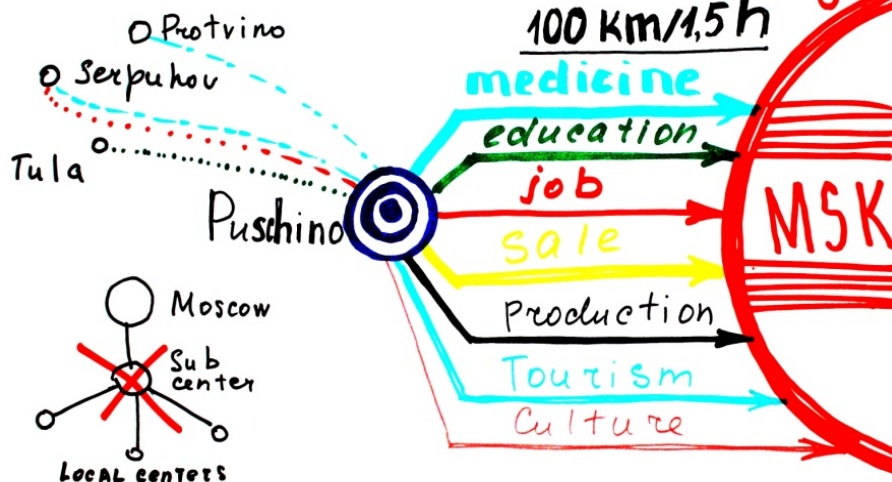 Protvino
Serpuhov
Tula
Puschino
100 km/1,5h
medicine
education
job
sale
production
Tourism
Culture
MSK
Moscow
Sub
center
LOCAL CENTERS